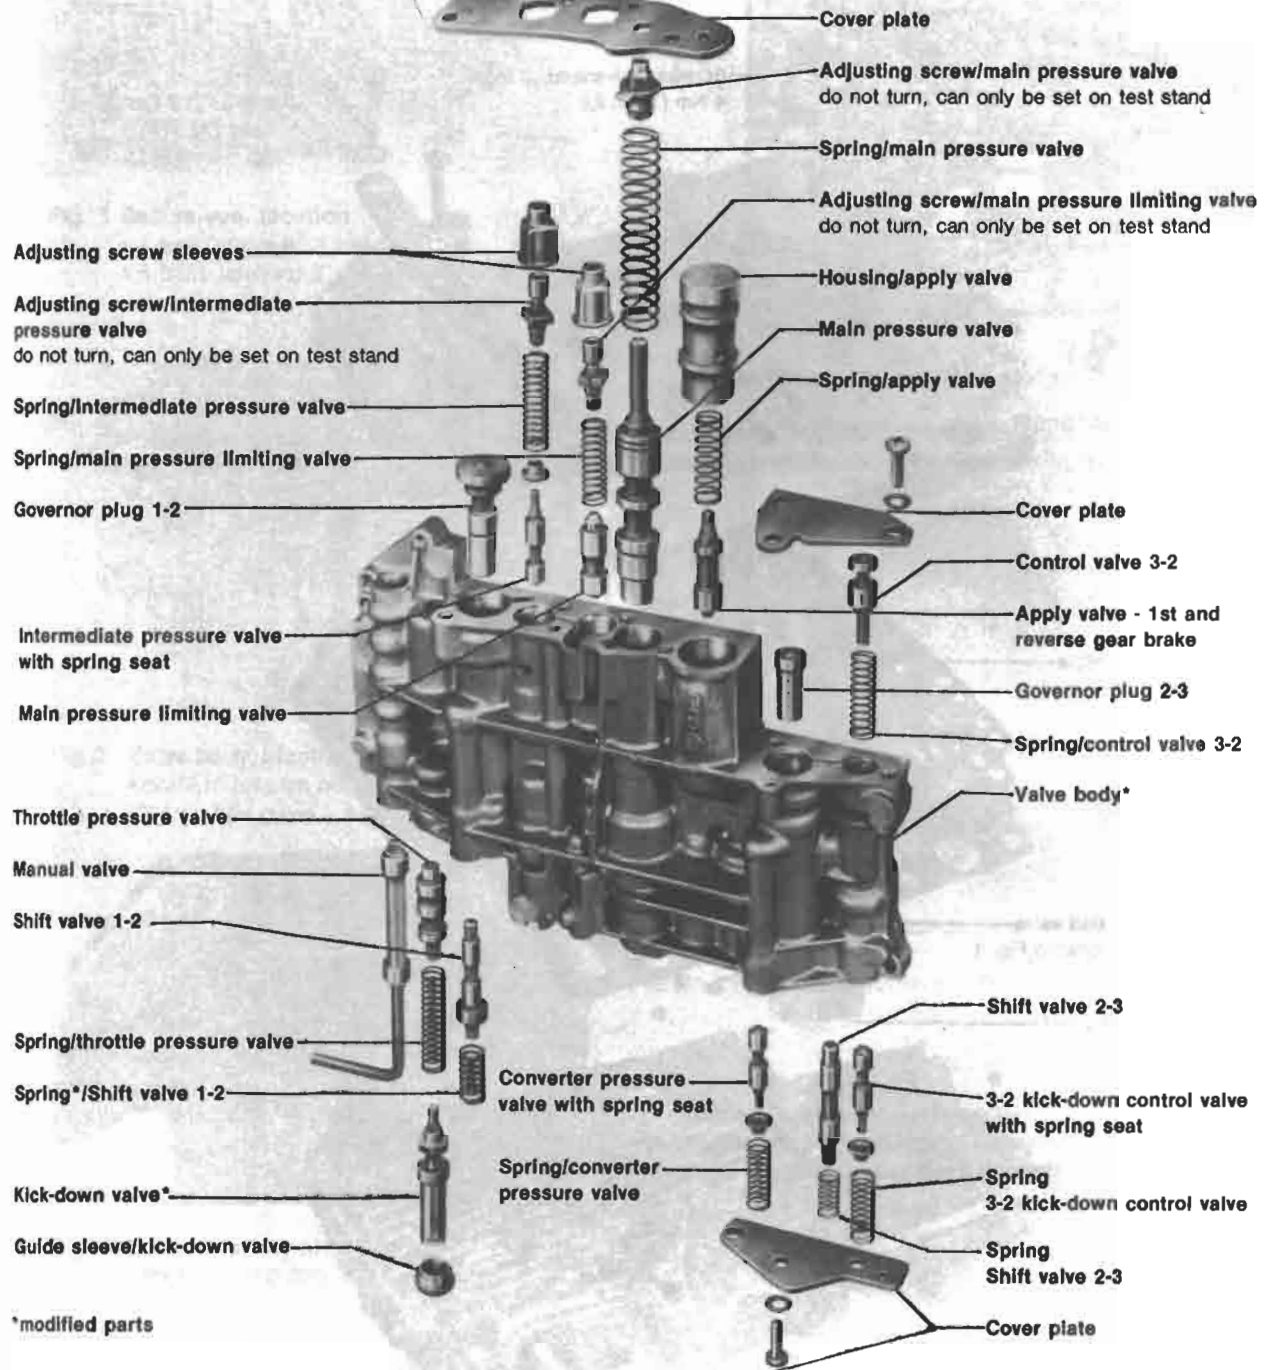 Cover plate
Adjusting screw/main pressure valve
do not turn, can only be set on test stand
Spring/main pressure valve
Adjusting screw/main pressure limiting valve
do not turn, can only be set on test stand
Adjusting screw sleeves
Housing/apply valve
Adjusting screw/intermediate
pressure valve
do not turn, can only be set on test stand
Main pressure valve
Spring/apply valve
Spring/intermediate pressure valve
Spring/main pressure limiting valve
Governor plug 1-2
Cover plate
Control valve 3-2
Apply valve - 1st and
reverse gear brake
Intermediate pressure valve
with spring seat
Governor plug 2-3
Main pressure limiting valve
Spring/control valve 3-2
Valve body*
Throttle pressure valve
Manual valve
Shift valve 1-2
Shift valve 2-3
Spring/throttle pressure valve
Spring*/Shift valve 1-2
Converter pressure
valve with spring seat
3-2 kick-down control valve
with spring seat
Spring/converter
pressure valve
Spring
3-2 kick-down control valve
Kick-down valve*
Guide sleeve/kick-down valve
Spring
Shift valve 2-3
*modified parts
Cover plate